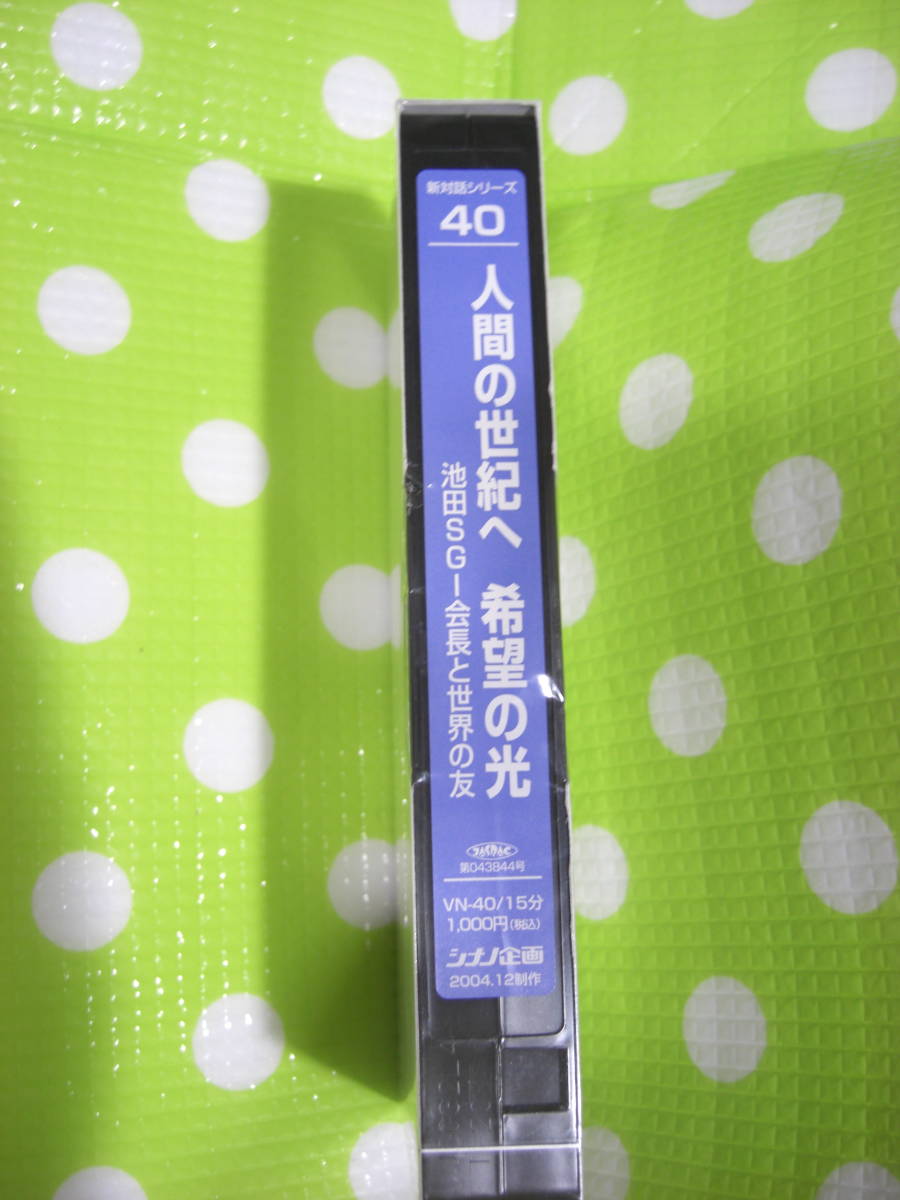 新対話シリーズ
40
人間の世紀へ 希望の光
池田SGI会長と世界の友
JASRAC
第043844号
VN-40/15分
1,000円(税込)
シナノ企画
2004.12制作